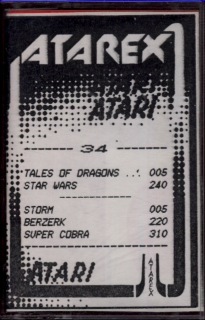 ATAREX
ATARI
ATARI
34
TALES OF DRAGONS ... 005
STAR WARS 240
STORM 005
BERZERK 220
SUPER COBRA 310
ATARI
ATAREX